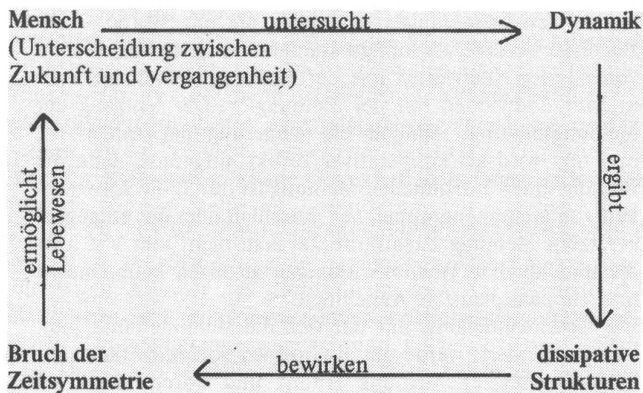 Mensch untersucht Dynamik
(Unterscheidung zwischen
Zukunft und Vergangenheit)
ermöglicht
Lebewesen
ergibt
Bruch der bewirken dissipative
Zeitsymmetrie Strukturen